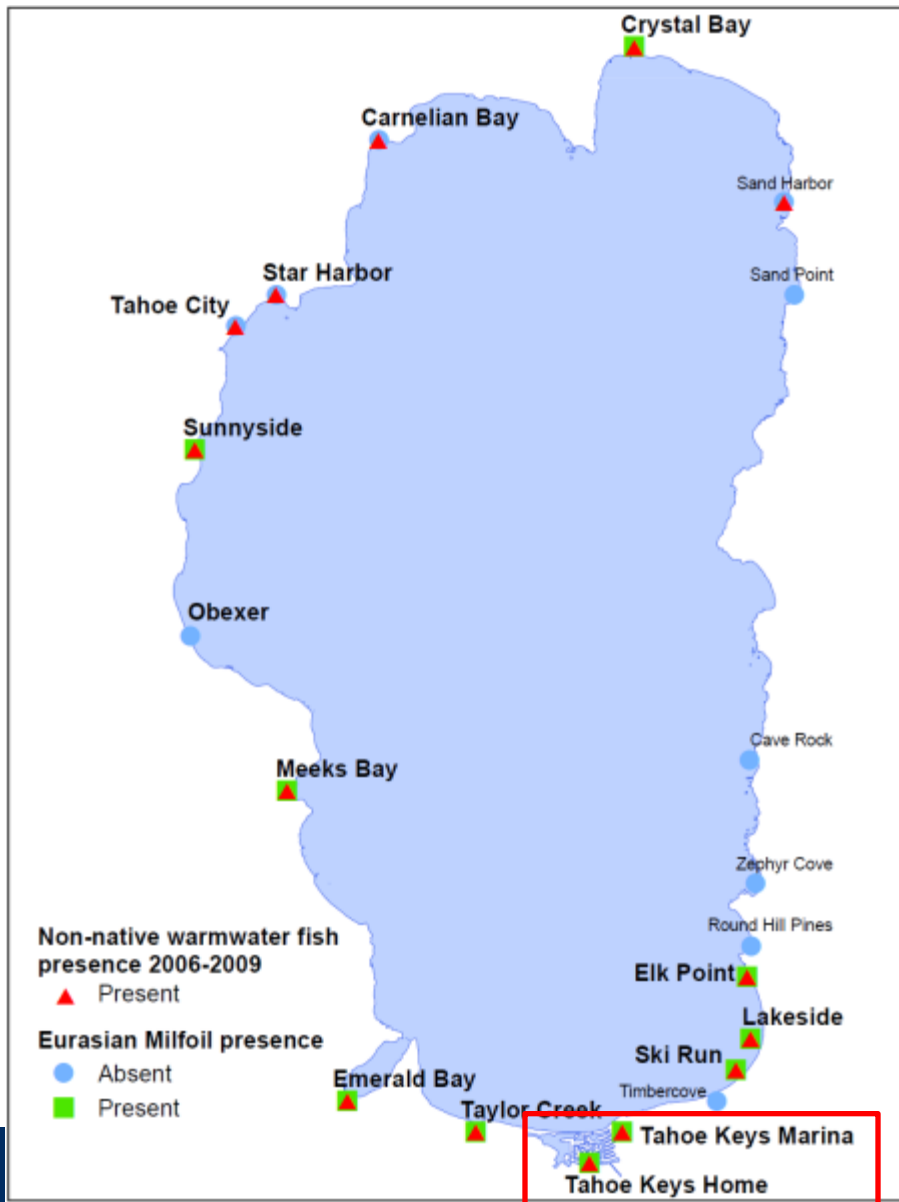 Crystal Bay
Carnelian Bay
Sand Harbor
Star Harbor
Sand Point
Tahoe City
Sunnyside
Obexer
Cave Rock
Meeks Bay
Zephyr Cove
Round Hill Pines
Non-native warmwater fish
presence 2006-2009
Present
Eurasian Milfoil presence
Absent
Present
Elk Point
Lakeside
Ski Run
Emerald Bay
Timbercove
Taylor Creek
Tahoe Keys Marina
Tahoe Keys Home